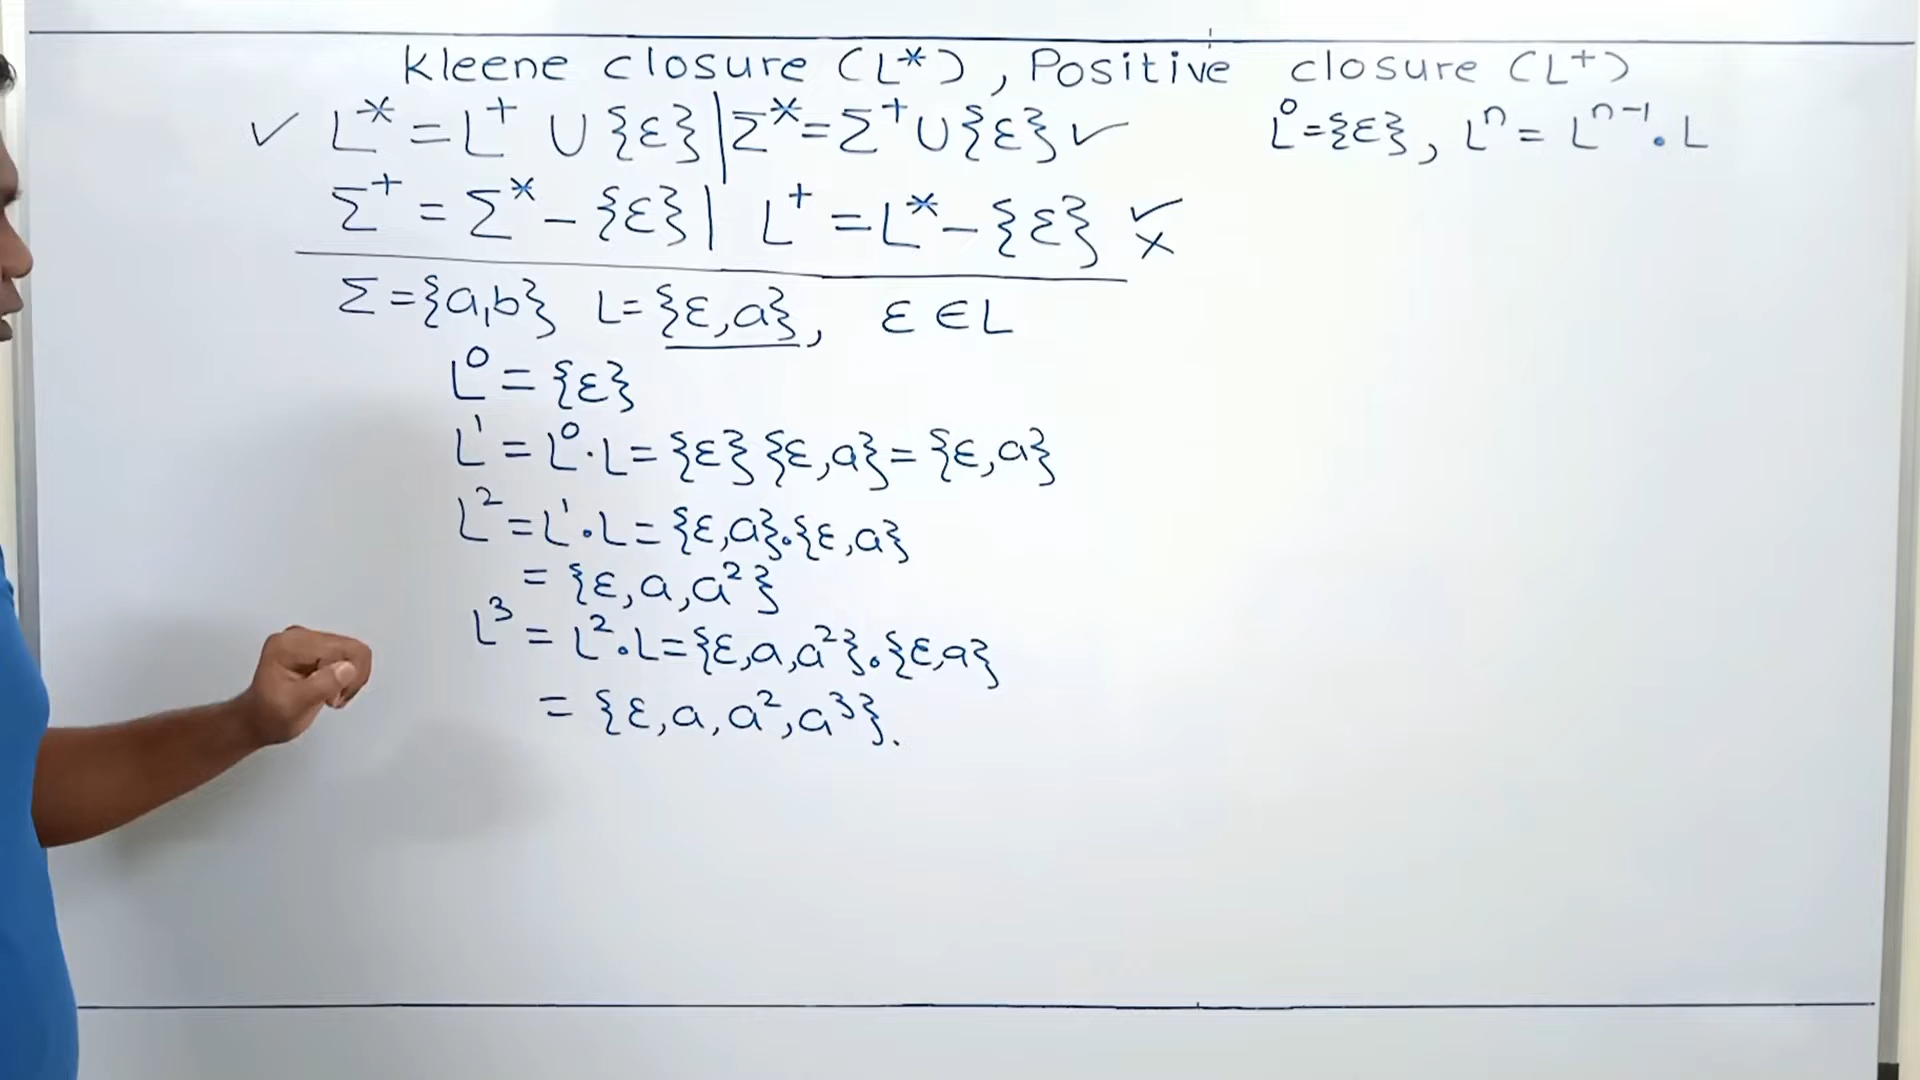 Kleene closure (L*), Positive closure (L⁺)
✓ L* = L⁺ ∪ {ε} | Σ* = Σ⁺ ∪ {ε} ✓
L⁰ = {ε}, Lⁿ = Lⁿ⁻¹ . L
Σ⁺ = Σ* − {ε} | L⁺ = L* − {ε} ✓
×
Σ = {a,b} L = {ε,a}, ε ∈ L
L⁰ = {ε}
L¹ = L⁰.L = {ε} {ε,a} = {ε,a}
L² = L¹.L = {ε,a}.{ε,a}
= {ε,a,a²}
L³ = L².L = {ε,a,a²}.{ε,a}
= {ε,a,a²,a³}.